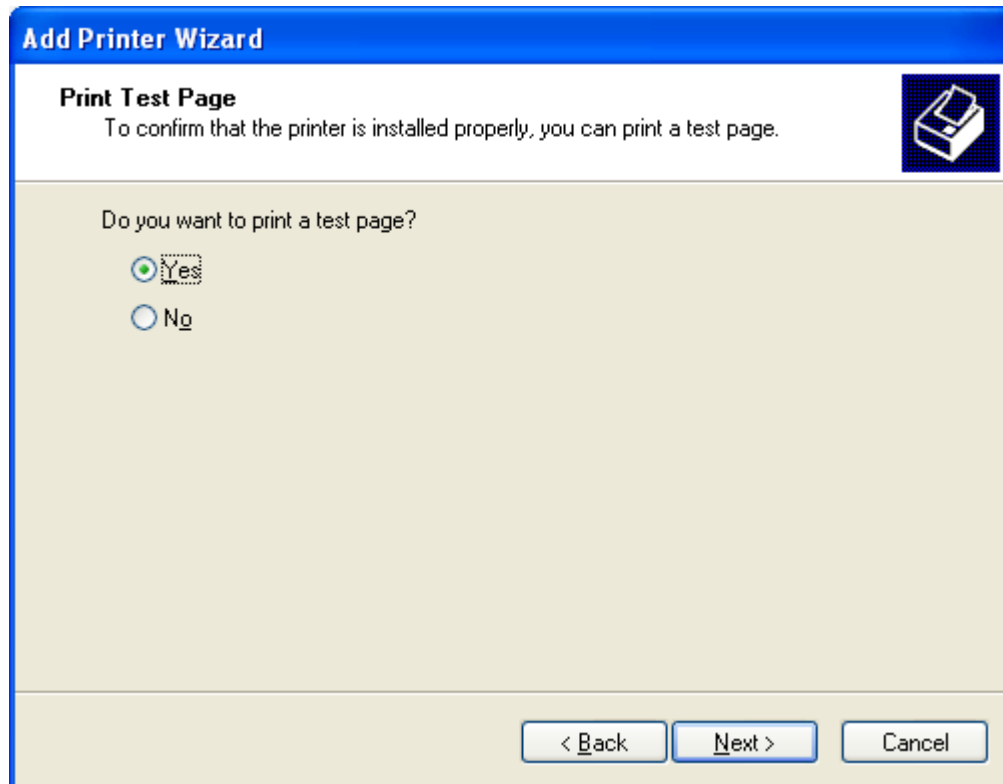 Add Printer Wizard
Print Test Page
To confirm that the printer is installed properly, you can print a test page.
Do you want to print a test page?
Yes
No
< Back Next > Cancel